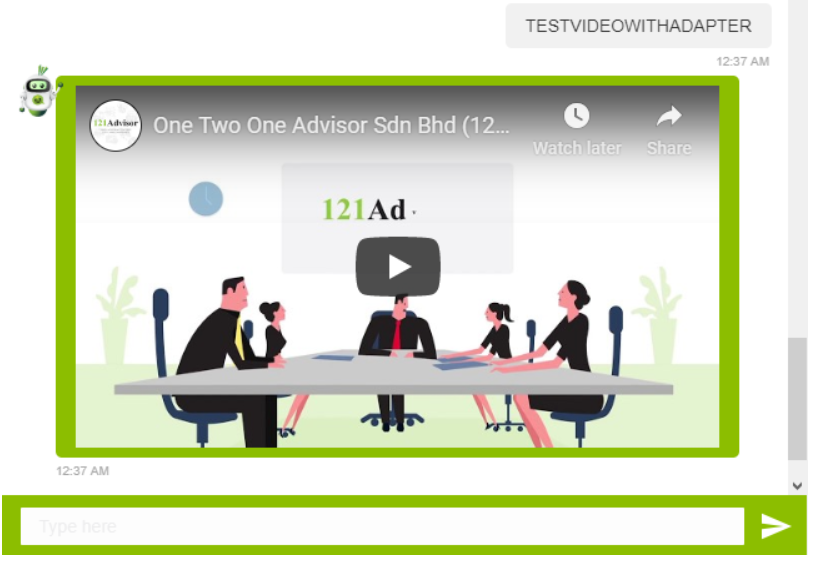 TESTVIDEOWITHADAPTER
12:37 AM
121Advisor
One Two One Advisor Sdn Bhd (12...
Watch later
Share
121Ad
12:37 AM
Type here